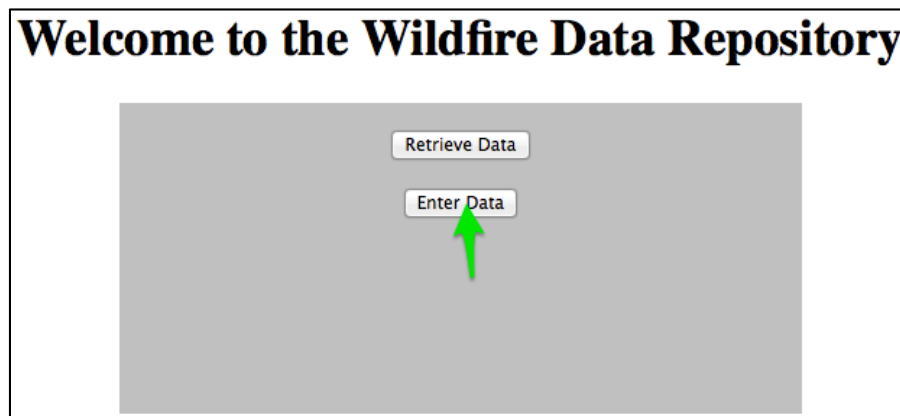 Welcome to the Wildfire Data Repository
Retrieve Data
Enter Data